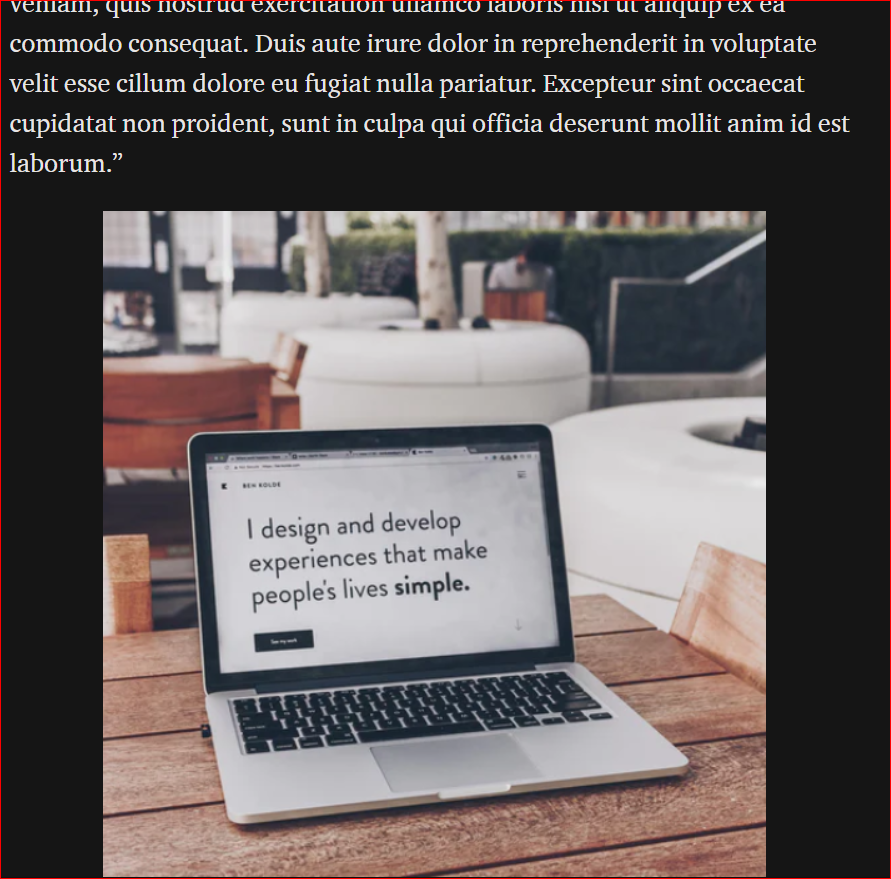 veniam, quis nostrud exercitation ullamco laboris nisi ut aliquip ex ea
commodo consequat. Duis aute irure dolor in reprehenderit in voluptate
velit esse cillum dolore eu fugiat nulla pariatur. Excepteur sint occaecat
cupidatat non proident, sunt in culpa qui officia deserunt mollit anim id est
laborum.”
BEN KOLDE
I design and develop
experiences that make
people's lives simple.
See my work